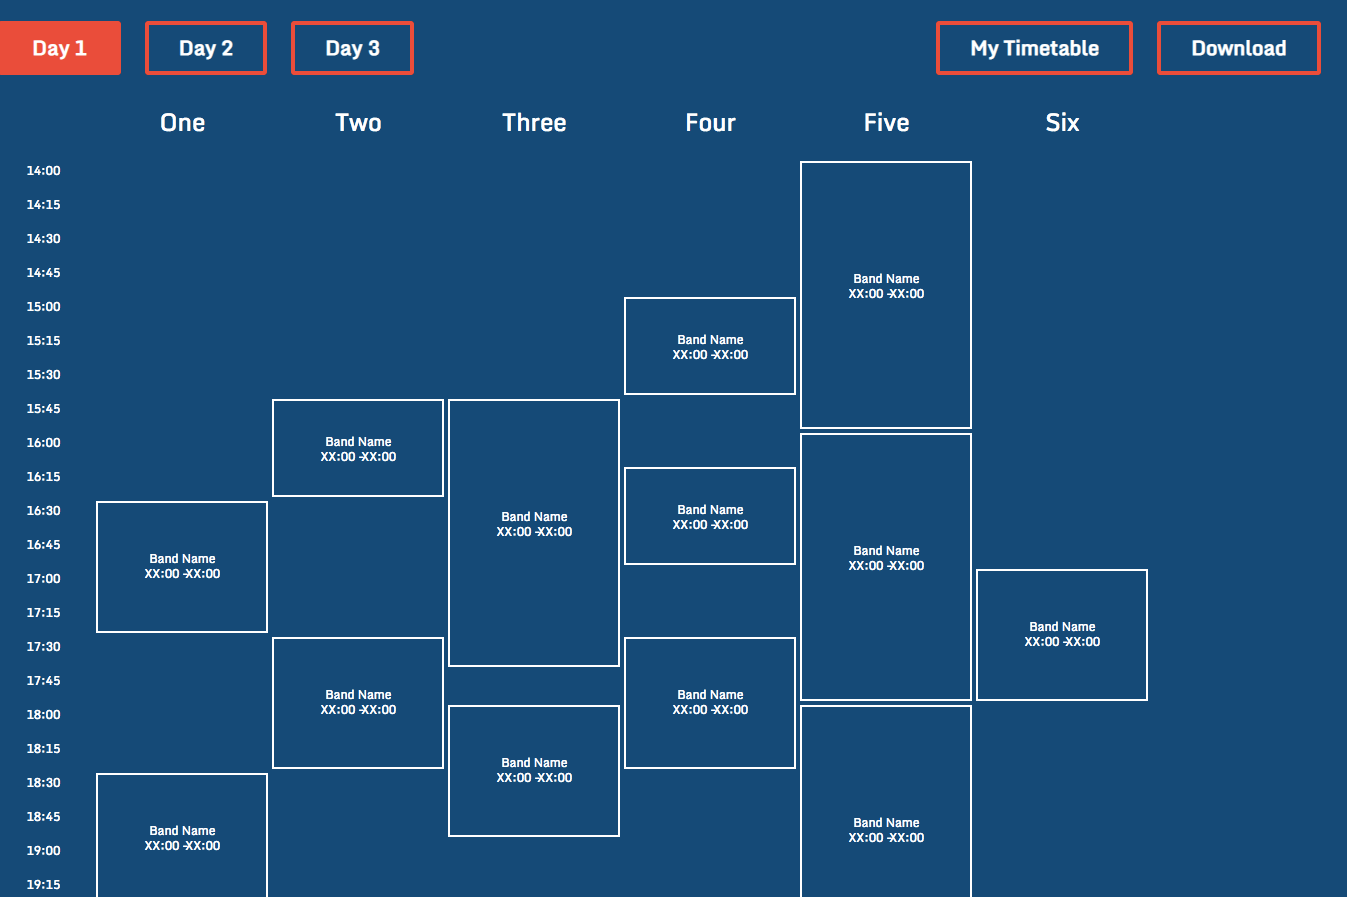 Day 1 Day 2 Day 3 My Timetable Download
One Two Three Four Five Six
14:00
14:15
14:30
14:45
Band Name
XX:00 -XX:00
15:00
15:15
Band Name
XX:00 -XX:00
15:30
15:45
16:00
Band Name
XX:00 -XX:00
16:15
16:30
Band Name
XX:00 -XX:00
Band Name
XX:00 -XX:00
16:45
Band Name
XX:00 -XX:00
Band Name
XX:00 -XX:00
17:00
17:15
Band Name
XX:00 -XX:00
17:30
17:45
Band Name
XX:00 -XX:00
Band Name
XX:00 -XX:00
18:00
18:15
Band Name
XX:00 -XX:00
18:30
18:45
Band Name
XX:00 -XX:00
Band Name
XX:00 -XX:00
19:00
19:15